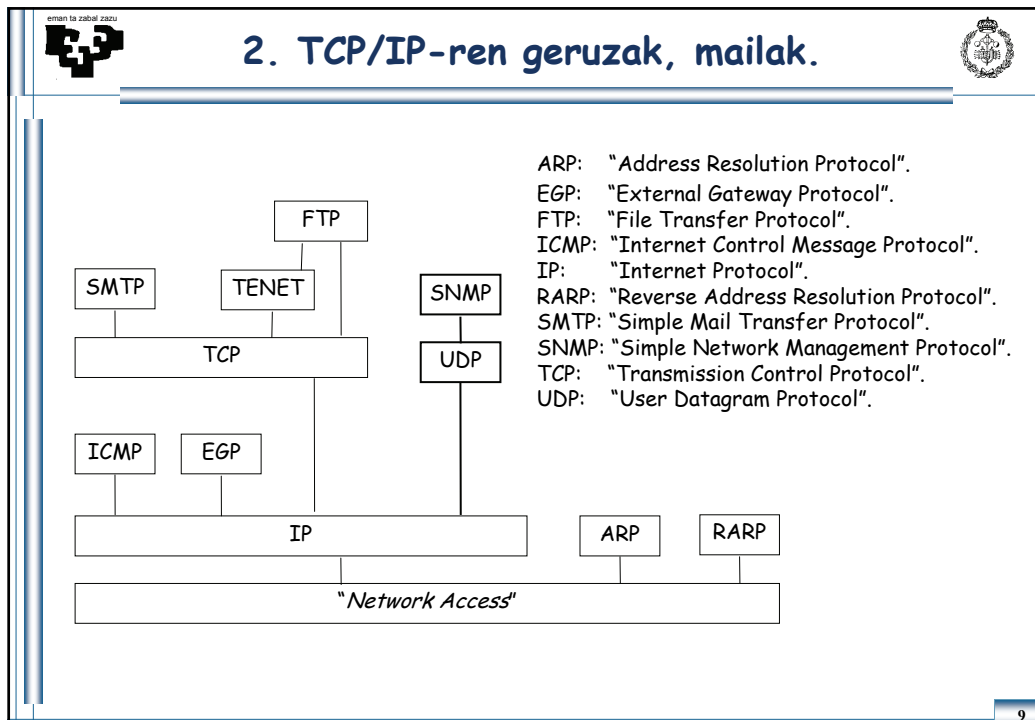 eman ta zabal zazu
2. TCP/IP-ren geruzak, mailak.
ARP: “Address Resolution Protocol”.
EGP: “External Gateway Protocol”.
FTP: “File Transfer Protocol”.
ICMP: “Internet Control Message Protocol”.
IP: “Internet Protocol”.
RARP: “Reverse Address Resolution Protocol”.
SMTP: “Simple Mail Transfer Protocol”.
SNMP: “Simple Network Management Protocol”.
TCP: “Transmission Control Protocol”.
UDP: “User Datagram Protocol”.
FTP
SMTP TENET SNMP
TCP UDP
ICMP EGP
IP ARP RARP
“Network Access”
9